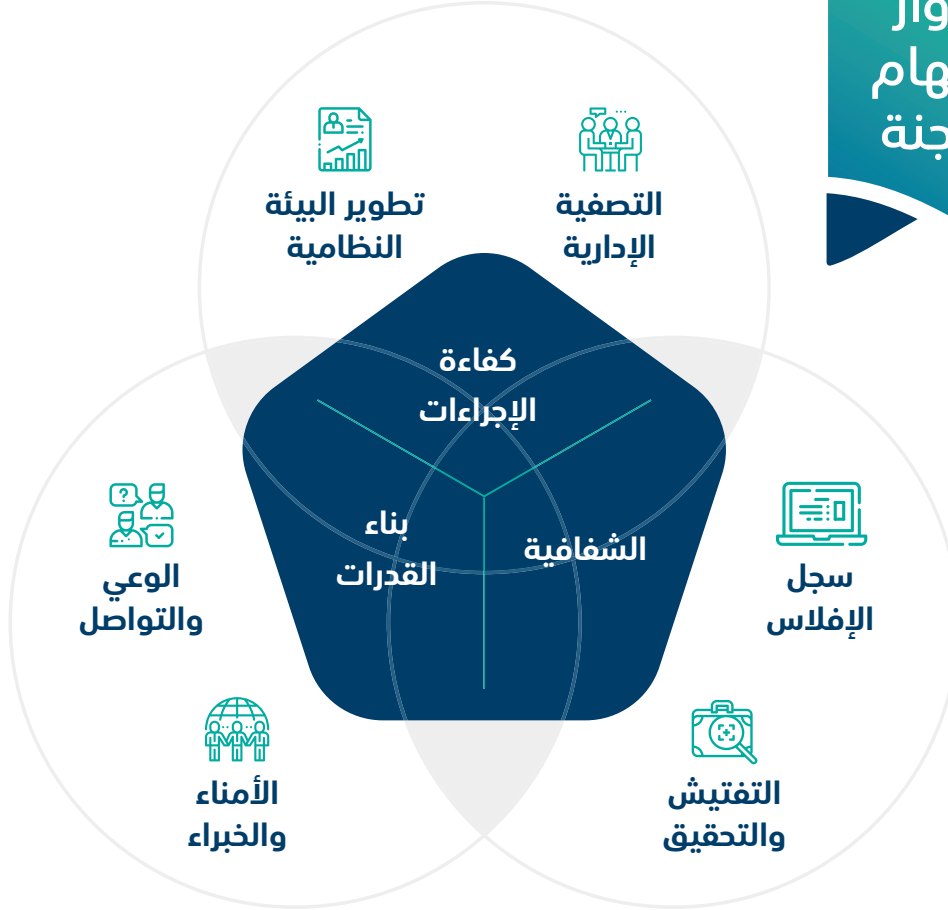 تطوير البيئة
النظامية
التصفية
الإدارية
كفاءة
الإجراءات
بناء
القدرات
الشفافية
الوعي
والتواصل
سجل
الإفلاس
الأمناء
والخبراء
التفتيش
والتحقيق